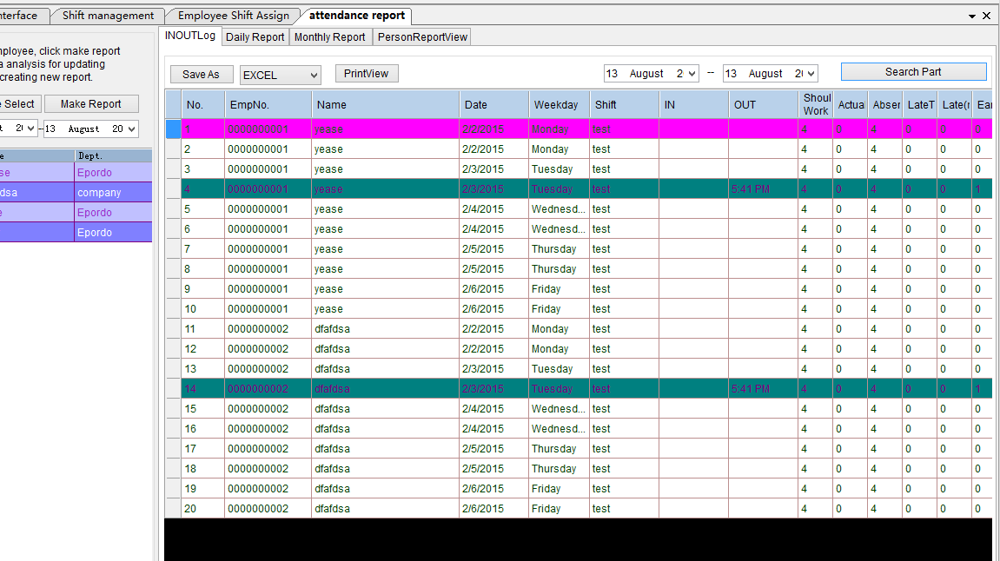 nterface Shift management Employee Shift Assign attendance report
INOUTLog Daily Report Monthly Report PersonReportView
mployee, click make report
a analysis for updating
creating new report.
e Select Make Report
Save As EXCEL PrintView 13 August 2 -- 13 August 20 Search Part
t 20 -13 August 20
e Dept.
se Epordo
dsa company
e Epordo
Epordo
No. EmpNo. Name Date Weekday Shift IN OUT Shoul Work Actua Abser LateT Late(r Ear
1 0000000001 yease 2/2/2015 Monday test 4 0 4 0 0 0
2 0000000001 yease 2/2/2015 Monday test 4 0 4 0 0 0
3 0000000001 yease 2/3/2015 Tuesday test 4 0 4 0 0 0
4 0000000001 yease 2/3/2015 Tuesday test 5:41 PM 4 0 4 0 0 1
5 0000000001 yease 2/4/2015 Wednesd... test 4 0 4 0 0 0
6 0000000001 yease 2/4/2015 Wednesd... test 4 0 4 0 0 0
7 0000000001 yease 2/5/2015 Thursday test 4 0 4 0 0 0
8 0000000001 yease 2/5/2015 Thursday test 4 0 4 0 0 0
9 0000000001 yease 2/6/2015 Friday test 4 0 4 0 0 0
10 0000000001 yease 2/6/2015 Friday test 4 0 4 0 0 0
11 0000000002 dfafdsa 2/2/2015 Monday test 4 0 4 0 0 0
12 0000000002 dfafdsa 2/2/2015 Monday test 4 0 4 0 0 0
13 0000000002 dfafdsa 2/3/2015 Tuesday test 4 0 4 0 0 0
14 0000000002 dfafdsa 2/3/2015 Tuesday test 5:41 PM 4 0 4 0 0 1
15 0000000002 dfafdsa 2/4/2015 Wednesd... test 4 0 4 0 0 0
16 0000000002 dfafdsa 2/4/2015 Wednesd... test 4 0 4 0 0 0
17 0000000002 dfafdsa 2/5/2015 Thursday test 4 0 4 0 0 0
18 0000000002 dfafdsa 2/5/2015 Thursday test 4 0 4 0 0 0
19 0000000002 dfafdsa 2/6/2015 Friday test 4 0 4 0 0 0
20 0000000002 dfafdsa 2/6/2015 Friday test 4 0 4 0 0 0